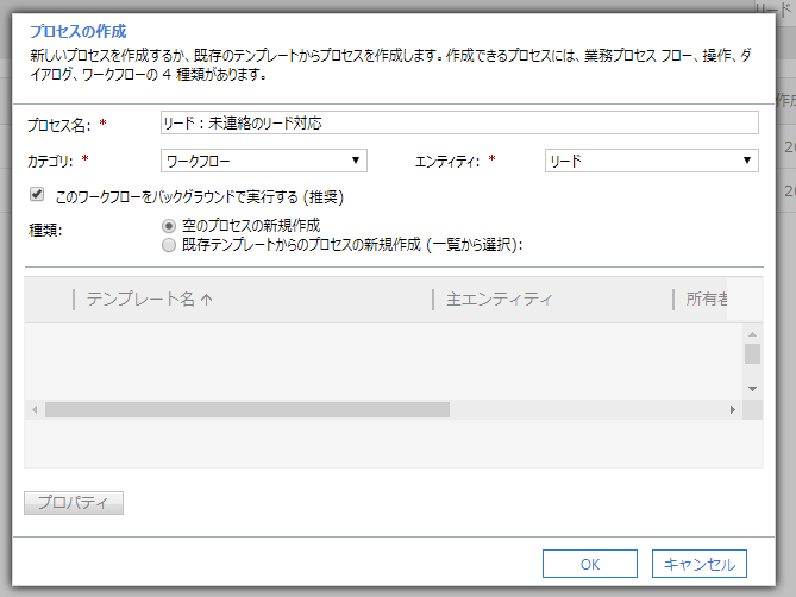 リード
プロセスの作成
新しいプロセスを作成するか、既存のテンプレートからプロセスを作成します。作成できるプロセスには、業務プロセス フロー、操作、ダ
イアログ、ワークフローの 4 種類があります。
プロセス名: * リード：未連絡のリード対応
カテゴリ: * ワークフロー ▼ エンティティ: * リード ▼
このワークフローをバックグラウンドで実行する (推奨)
種類: 空のプロセスの新規作成
既存テンプレートからのプロセスの新規作成 (一覧から選択):
テンプレート名 ↑ 主エンティティ 所有者
プロパティ
OK キャンセル